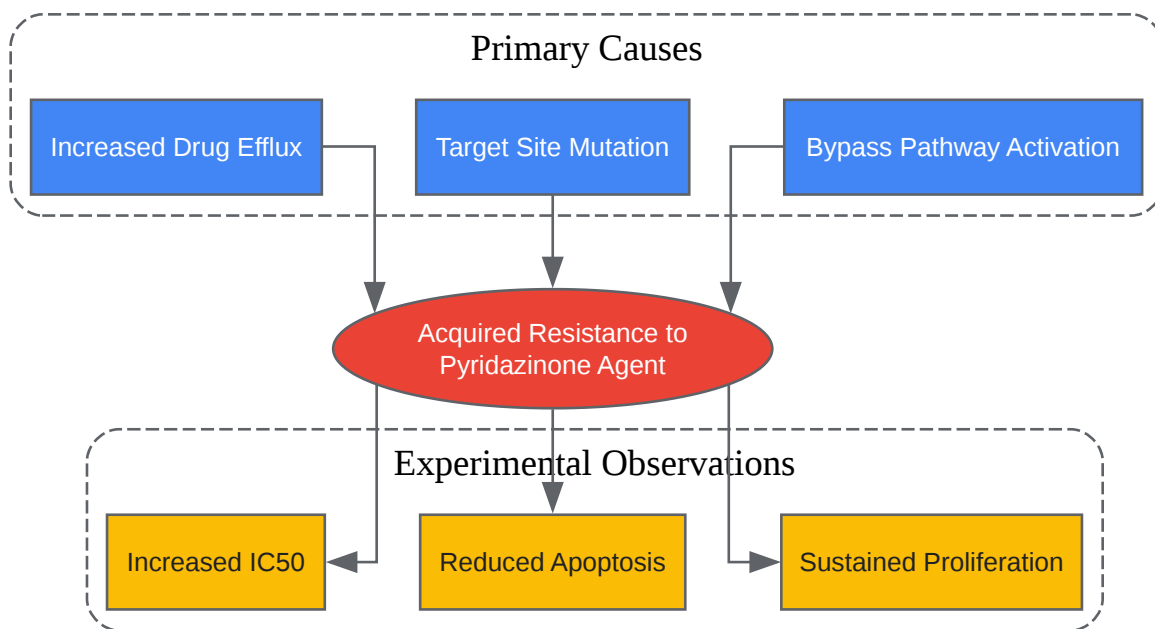 Primary Causes
Increased Drug Efflux
Target Site Mutation
Bypass Pathway Activation
Acquired Resistance to
Pyridazinone Agent
Experimental Observations
Increased IC50
Reduced Apoptosis
Sustained Proliferation